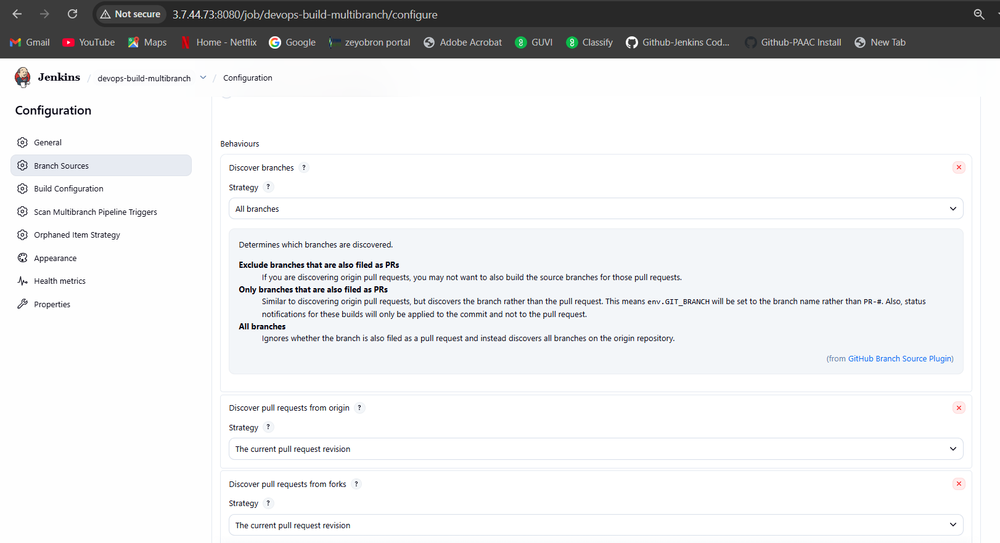 Not secure 3.7.44.73:8080/job/devops-build-multibranch/configure
Gmail YouTube Maps Home - Netflix Google zeyobron portal Adobe Acrobat GUVI Classify Github-Jenkins Cod... Github-PAAC Install New Tab
Jenkins / devops-build-multibranch / Configuration
Configuration
General
Branch Sources
Build Configuration
Scan Multibranch Pipeline Triggers
Orphaned Item Strategy
Appearance
Health metrics
Properties
Behaviours
Discover branches ?
Strategy ?
All branches
Determines which branches are discovered.
Exclude branches that are also filed as PRs
If you are discovering origin pull requests, you may not want to also build the source branches for those pull requests.
Only branches that are also filed as PRs
Similar to discovering origin pull requests, but discovers the branch rather than the pull request. This means env.GIT_BRANCH will be set to the branch name rather than PR-#. Also, status
notifications for these builds will only be applied to the commit and not to the pull request.
All branches
Ignores whether the branch is also filed as a pull request and instead discovers all branches on the origin repository.
(from GitHub Branch Source Plugin)
Discover pull requests from origin ?
Strategy ?
The current pull request revision
Discover pull requests from forks ?
Strategy ?
The current pull request revision